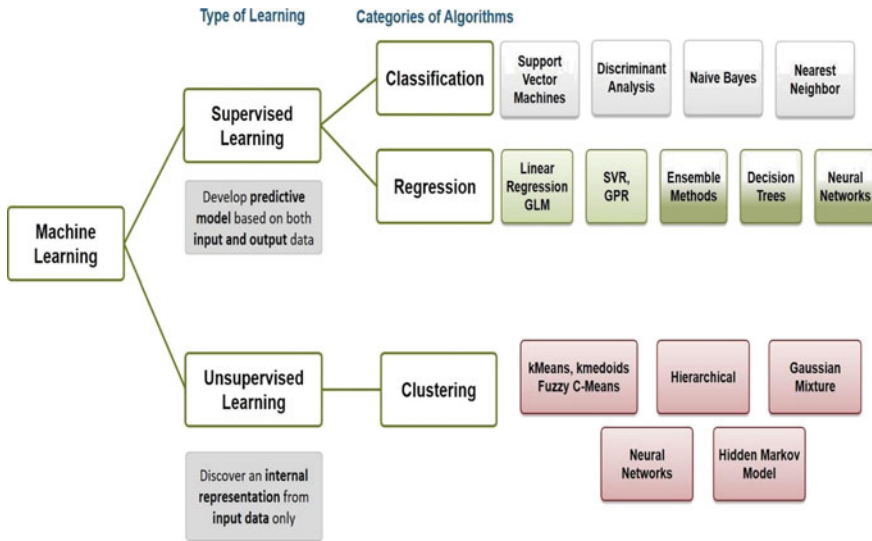 Type of Learning
Categories of Algorithms
Machine
Learning
Supervised
Learning
Develop predictive
model based on both
input and output data
Classification
Support
Vector
Machines
Discriminant
Analysis
Naive Bayes
Nearest
Neighbor
Regression
Linear
Regression
GLM
SVR,
GPR
Ensemble
Methods
Decision
Trees
Neural
Networks
Unsupervised
Learning
Discover an internal
representation from
input data only
Clustering
kMeans, kmedoids
Fuzzy C-Means
Hierarchical
Gaussian
Mixture
Neural
Networks
Hidden Markov
Model